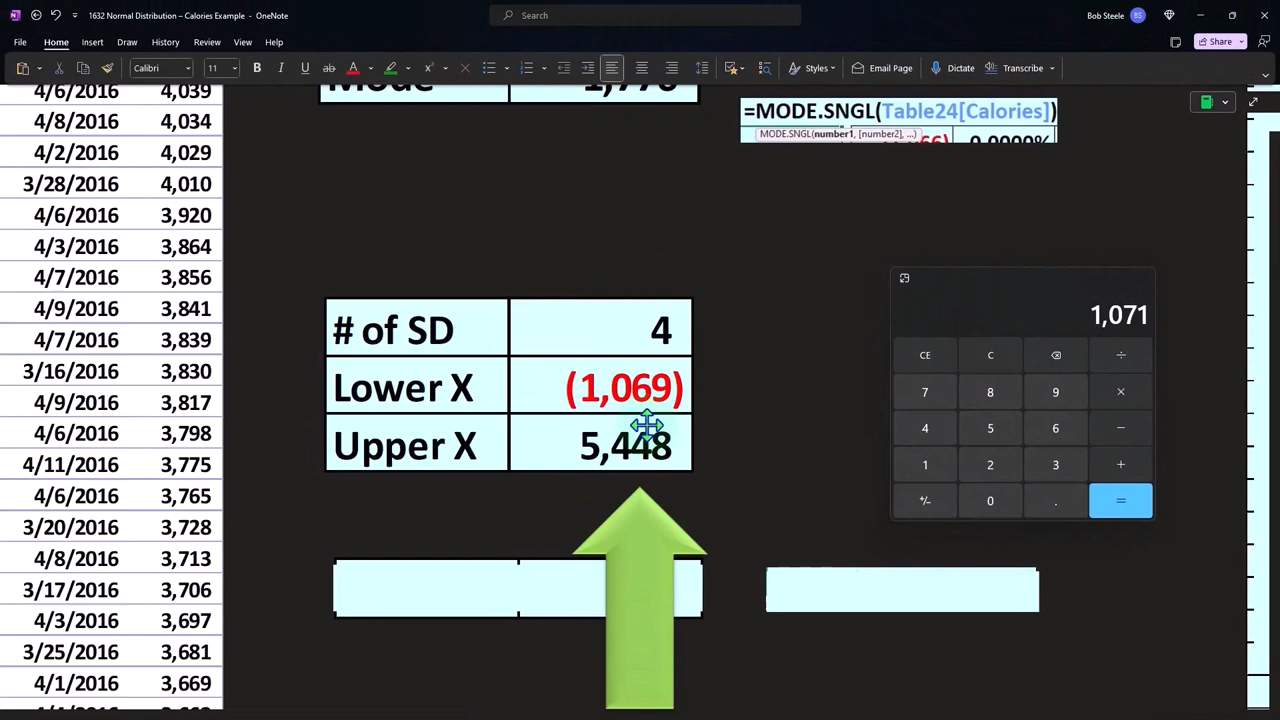 1632 Normal Distribution – Calories Example - OneNote
Search
Bob Steele
BS
File Home Insert Draw History Review View Help
Share
Calibri 11 B I U ab A x Styles Email Page Dictate Transcribe
4/6/2016 4,039
4/8/2016 4,034
4/2/2016 4,029
3/28/2016 4,010
4/6/2016 3,920
4/3/2016 3,864
4/7/2016 3,856
4/9/2016 3,841
4/7/2016 3,839
3/16/2016 3,830
4/9/2016 3,817
4/6/2016 3,798
4/11/2016 3,775
4/6/2016 3,765
3/20/2016 3,728
4/8/2016 3,713
3/17/2016 3,706
4/3/2016 3,697
3/25/2016 3,681
4/1/2016 3,669
Mode 1,776
=MODE.SNGL(Table24[Calories])
MODE.SNGL(number1, [number2], ...)
0.0000%
# of SD 4
Lower X (1,069)
Upper X 5,448
1,071
CE C ÷
7 8 9 ×
4 5 6 −
1 2 3 +
+/- 0 . =